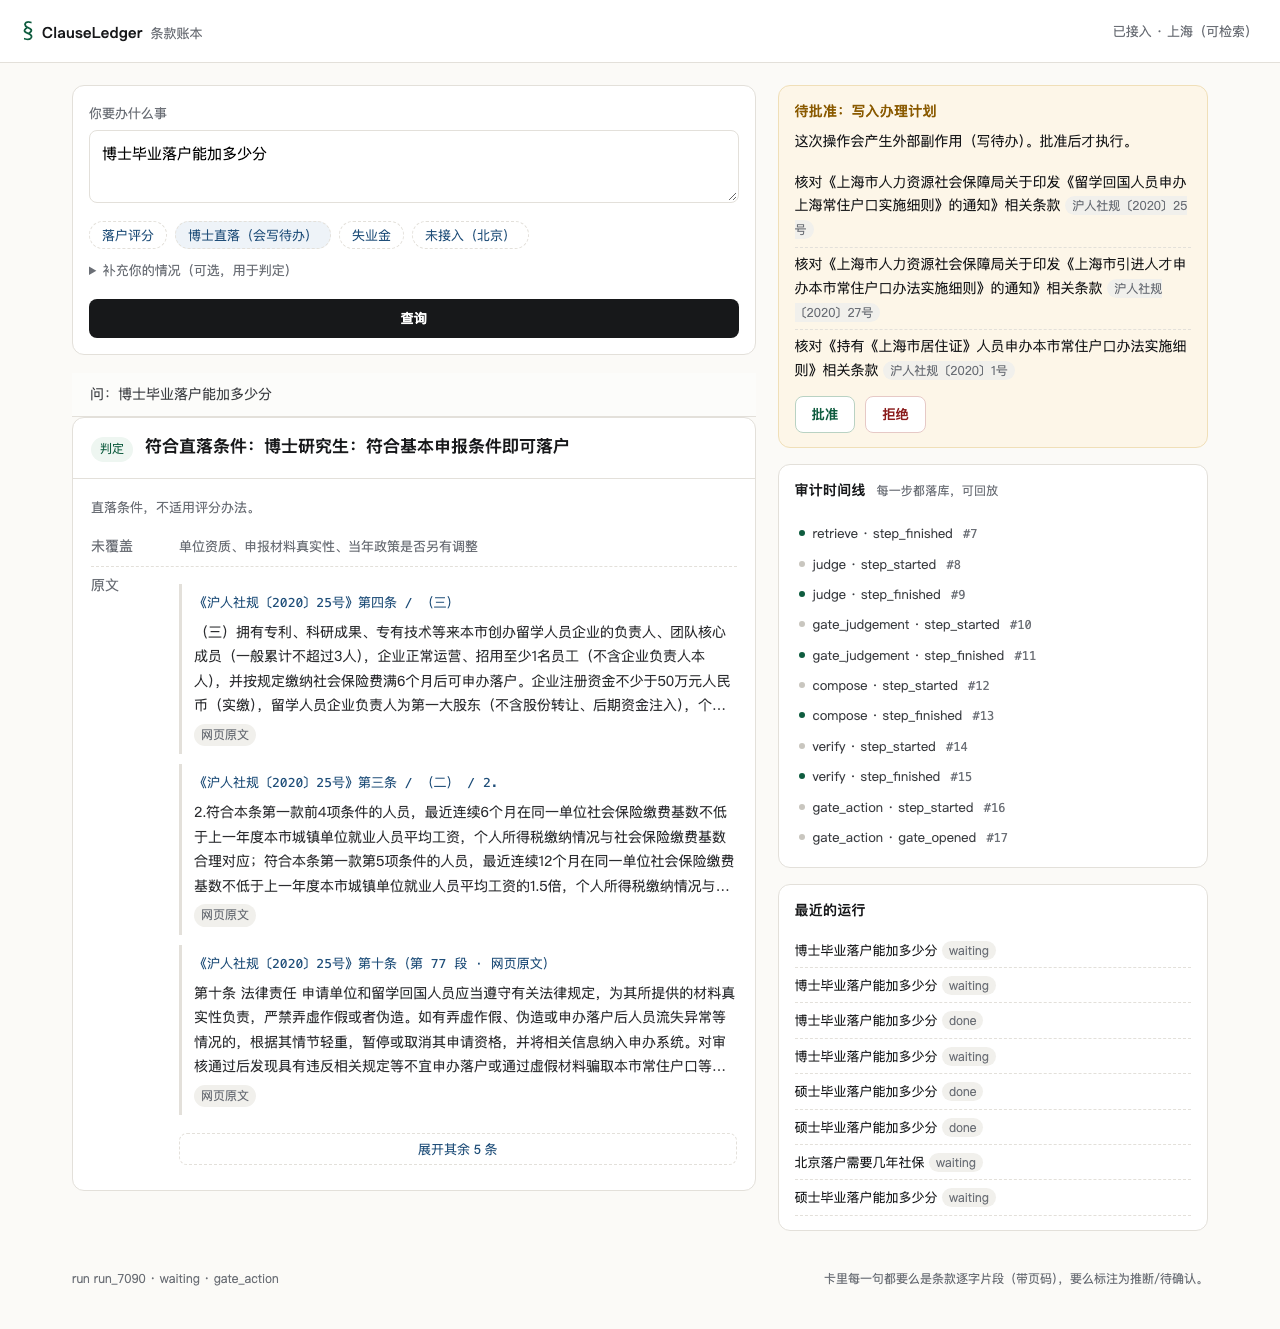 § ClauseLedger 条款账本
已接入 · 上海（可检索）
你要办什么事
博士毕业落户能加多少分
落户评分 博士直落（会写待办） 失业金 未接入（北京）
▶ 补充你的情况（可选，用于判定）
查询
问：博士毕业落户能加多少分
判定 符合直落条件：博士研究生：符合基本申报条件即可落户
直落条件，不适用评分办法。
未覆盖 单位资质、申报材料真实性、当年政策是否另有调整
原文
《沪人社规〔2020〕25号》第四条 / （三）
（三）拥有专利、科研成果、专有技术等来本市创办留学人员企业的负责人、团队核心
成员（一般累计不超过3人），企业正常运营、招用至少1名员工（不含企业负责人本
人），并按规定缴纳社会保险费满6个月后可申办落户。企业注册资金不少于50万元人民
币（实缴），留学人员企业负责人为第一大股东（不含股份转让、后期资金注入），个…
网页原文
《沪人社规〔2020〕25号》第三条 / （二） / 2.
2.符合本条第一款前4项条件的人员，最近连续6个月在同一单位社会保险缴费基数不低
于上一年度本市城镇单位就业人员平均工资，个人所得税缴纳情况与社会保险缴费基数
合理对应；符合本条第一款第5项条件的人员，最近连续12个月在同一单位社会保险缴费
基数不低于上一年度本市城镇单位就业人员平均工资的1.5倍，个人所得税缴纳情况与…
网页原文
《沪人社规〔2020〕25号》第十条（第 77 段 · 网页原文）
第十条 法律责任 申请单位和留学回国人员应当遵守有关法律规定，为其所提供的材料真
实性负责，严禁弄虚作假或者伪造。如有弄虚作假、伪造或申办落户后人员流失异常等
情况的，根据其情节轻重，暂停或取消其申请资格，并将相关信息纳入申办系统。对审
核通过后发现具有违反相关规定等不宜申办落户或通过虚假材料骗取本市常住户口等…
网页原文
展开其余 5 条
待批准：写入办理计划
这次操作会产生外部副作用（写待办）。批准后才执行。
核对《上海市人力资源社会保障局关于印发《留学回国人员申办
上海常住户口实施细则》的通知》相关条款 沪人社规〔2020〕25
号
核对《上海市人力资源社会保障局关于印发《上海市引进人才申
办本市常住户口办法实施细则》的通知》相关条款 沪人社规
〔2020〕27号
核对《持有《上海市居住证》人员申办本市常住户口办法实施细
则》相关条款 沪人社规〔2020〕1号
批准 拒绝
审计时间线 每一步都落库，可回放
retrieve · step_finished #7
judge · step_started #8
judge · step_finished #9
gate_judgement · step_started #10
gate_judgement · step_finished #11
compose · step_started #12
compose · step_finished #13
verify · step_started #14
verify · step_finished #15
gate_action · step_started #16
gate_action · gate_opened #17
最近的运行
博士毕业落户能加多少分 waiting
博士毕业落户能加多少分 waiting
博士毕业落户能加多少分 done
博士毕业落户能加多少分 waiting
硕士毕业落户能加多少分 done
硕士毕业落户能加多少分 done
北京落户需要几年社保 waiting
硕士毕业落户能加多少分 waiting
run run_7090 · waiting · gate_action
卡里每一句都要么是条款逐字片段（带页码），要么标注为推断/待确认。